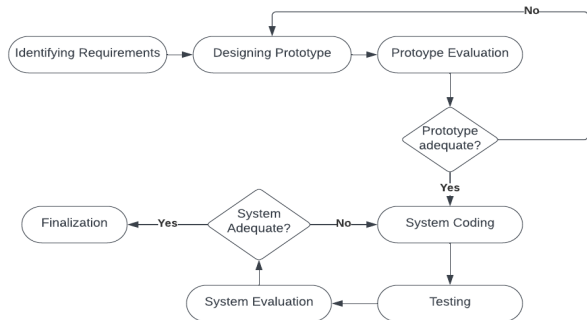 No
Identifying Requirements
Designing Prototype
Protoype Evaluation
Prototype
adequate?
Yes
Finalization
Yes
System
Adequate?
No
System Coding
System Evaluation
Testing